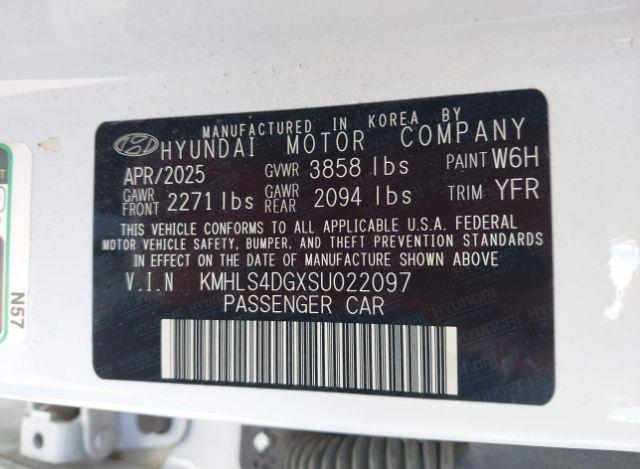 MANUFACTURED IN KOREA BY
HYUNDAI MOTOR COMPANY
APR/2025 GVWR 3858 lbs PAINT W6H
GAWR FRONT 2271 lbs GAWR REAR 2094 lbs TRIM YFR
THIS VEHICLE CONFORMS TO ALL APPLICABLE U.S.A. FEDERAL
MOTOR VEHICLE SAFETY, BUMPER, AND THEFT PREVENTION STANDARDS
IN EFFECT ON THE DATE OF MANUFACTURE SHOWN ABOVE.
V.I.N KMHLS4DGXSU022097
PASSENGER CAR
N57